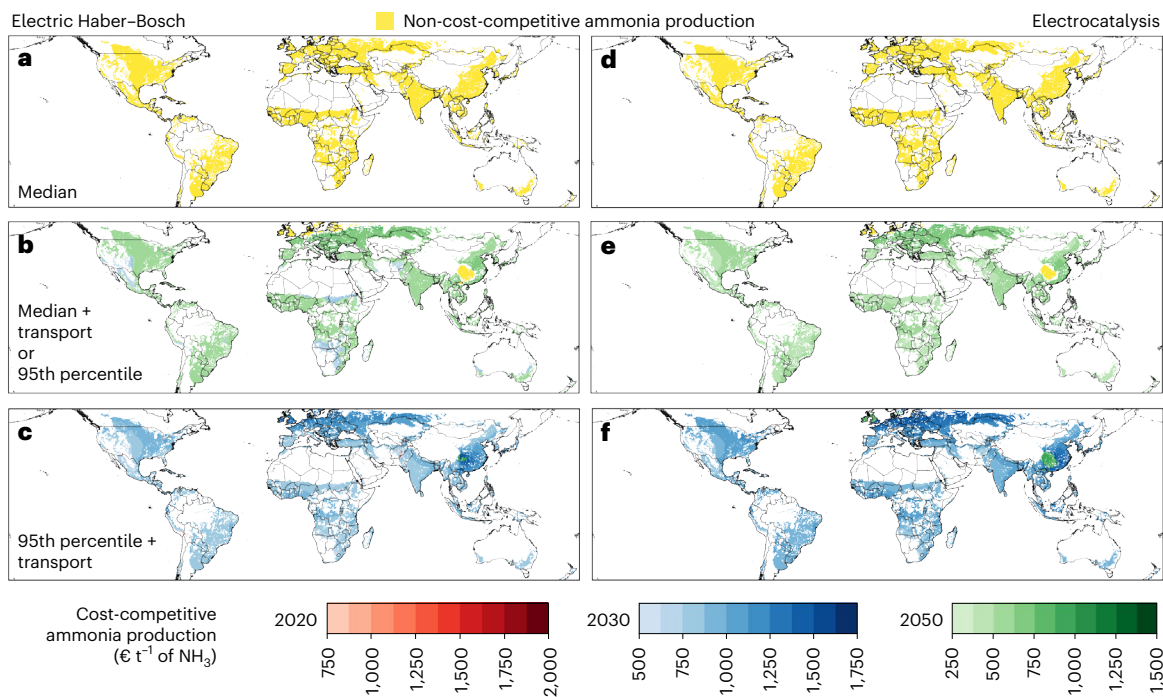 Electric Haber–Bosch
Non-cost-competitive ammonia production
Electrocatalysis
a
Median
d
b
Median +
transport
or
95th percentile
e
c
95th percentile +
transport
f
Cost-competitive
ammonia production
(€ t⁻¹ of NH₃)
2020
750
1,000
1,250
1,500
1,750
2,000
2030
500
750
1,000
1,250
1,500
1,750
2050
250
500
750
1,000
1,250
1,500